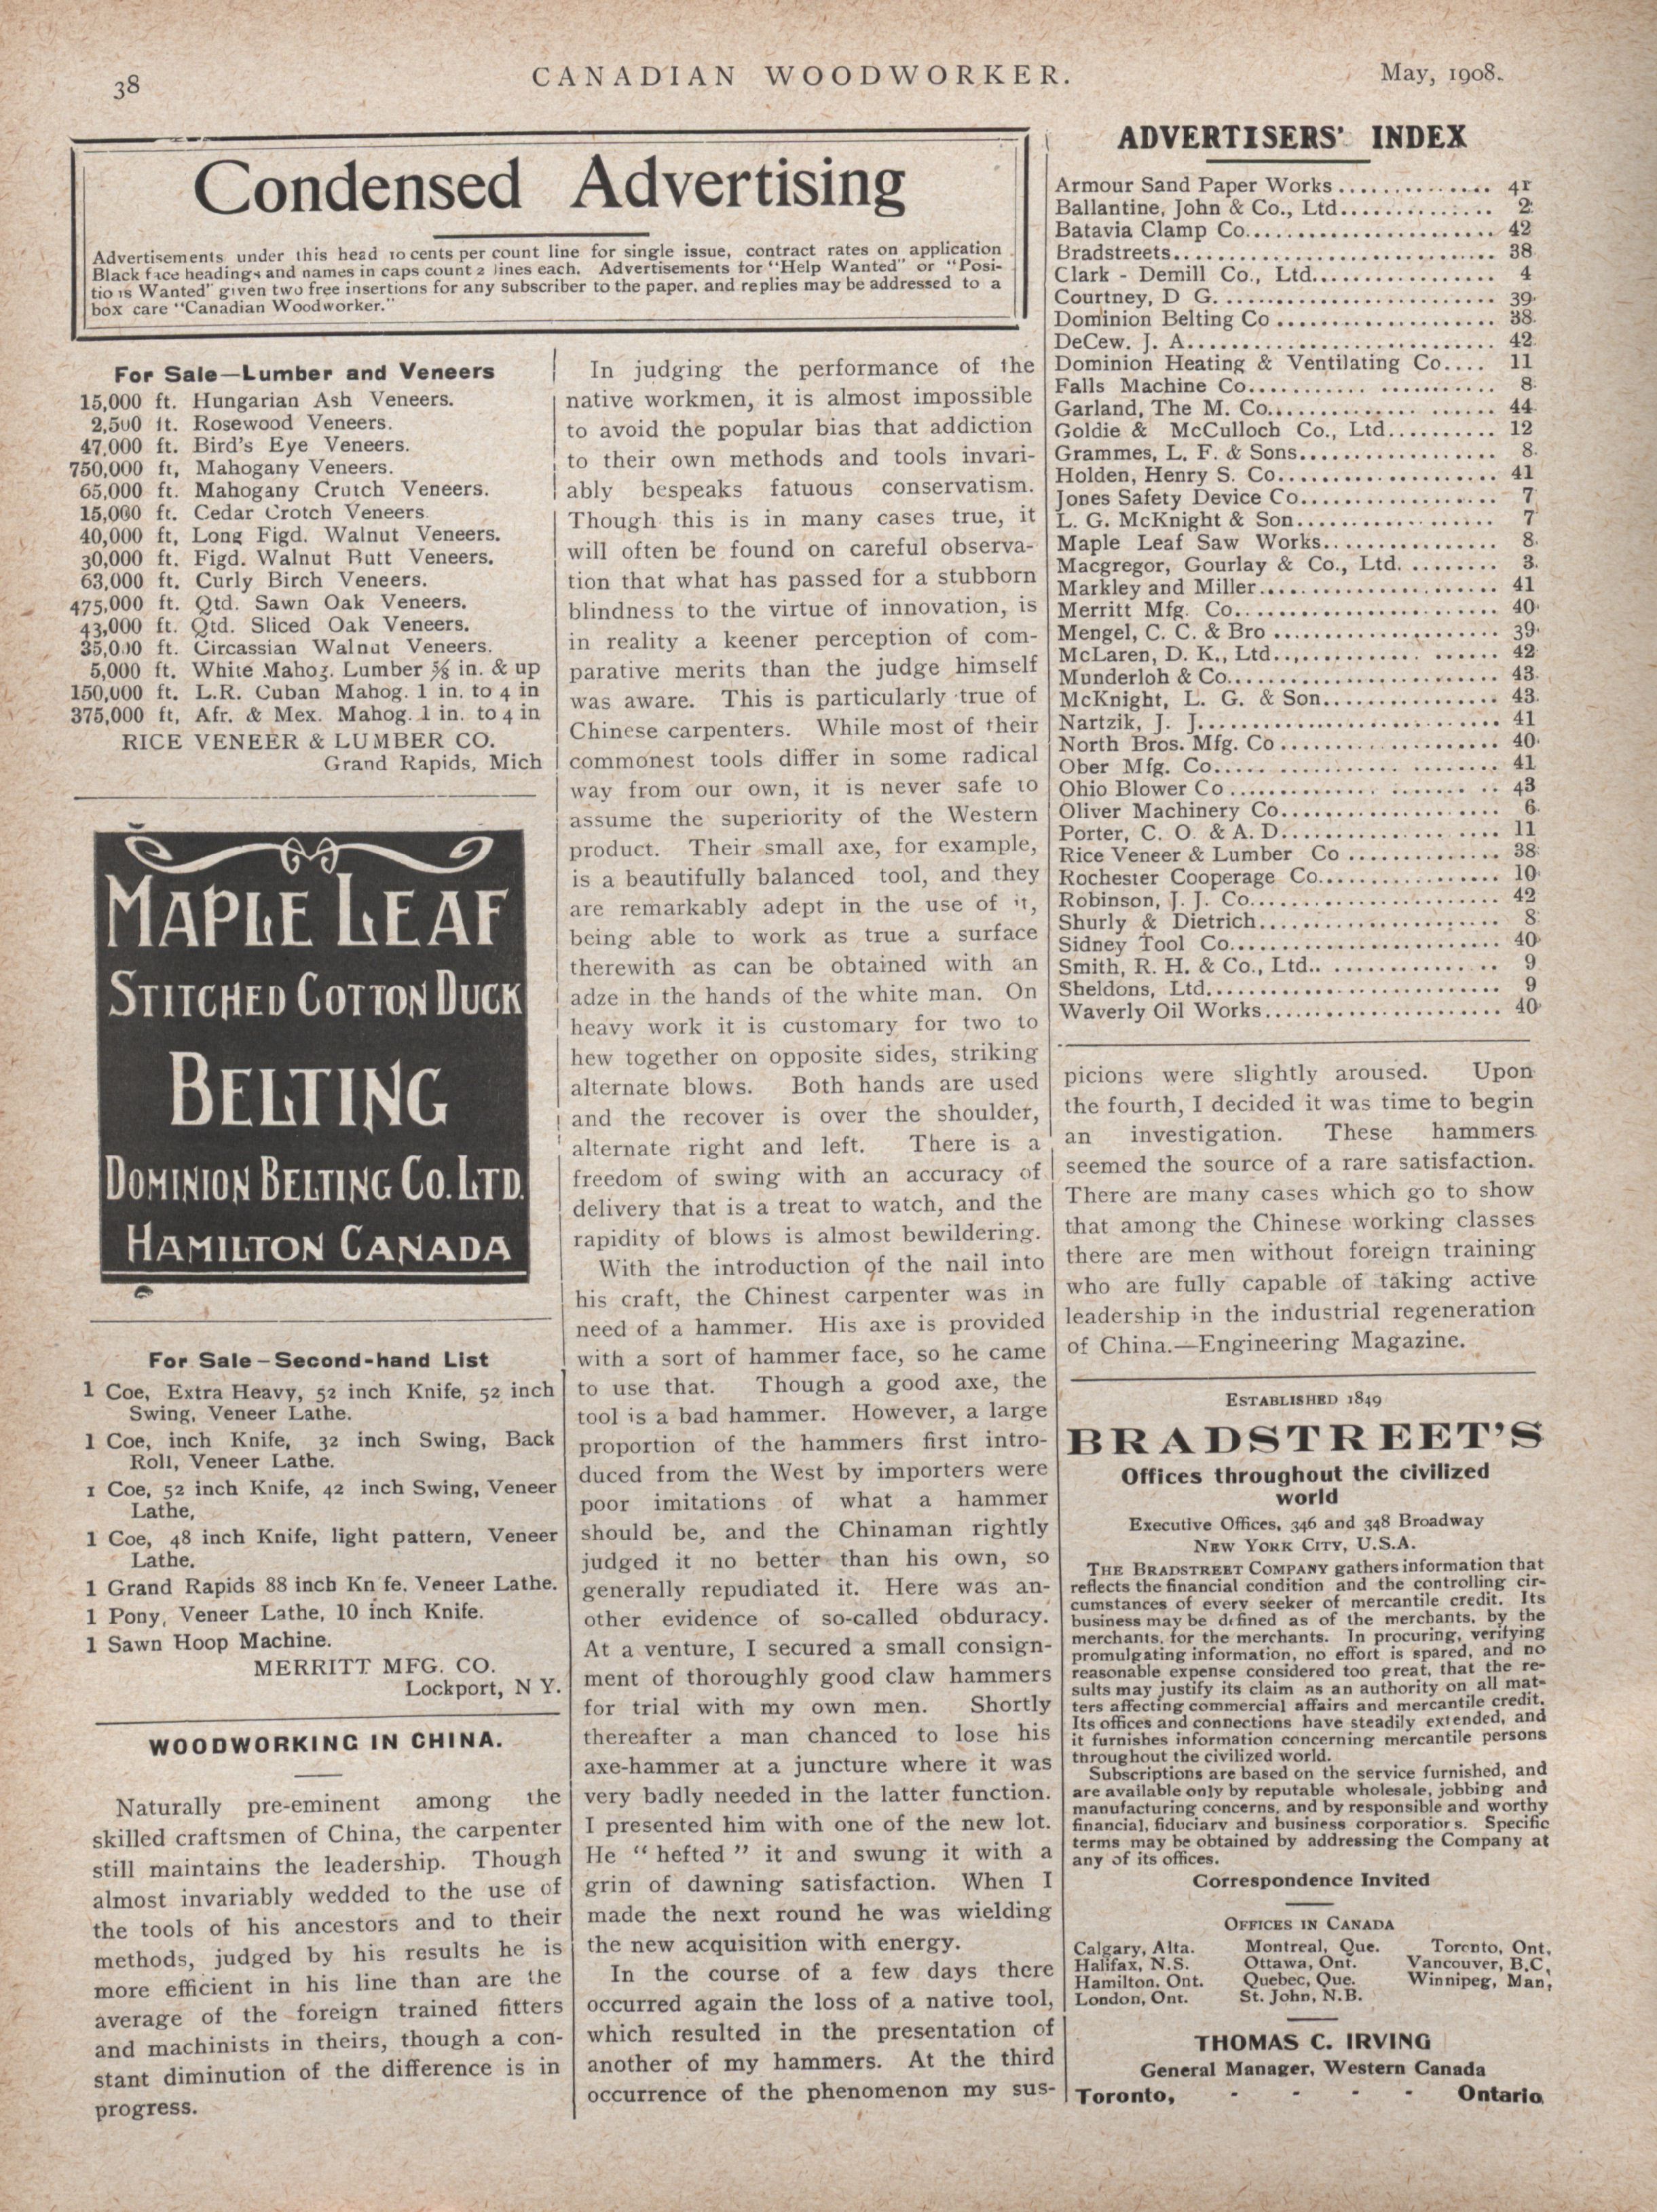 38
CANADIAN WOODWORKER.
May, 1908.
Condensed Advertising
Advertisements under this head 10 cents per count line for single issue, contract rates on application
Black face headings and names in caps count 2 lines each. Advertisements for "Help Wanted" or "Posi-
tio is Wanted" given two free insertions for any subscriber to the paper, and replies may be addressed to a
box care "Canadian Woodworker."
For Sale—Lumber and Veneers
15,000 ft. Hungarian Ash Veneers.
2,500 ft. Rosewood Veneers.
47,000 ft. Bird's Eye Veneers.
750,000 ft, Mahogany Veneers.
65,000 ft. Mahogany Crutch Veneers.
15,000 ft. Cedar Crotch Veneers.
40,000 ft, Long Figd. Walnut Veneers.
30,000 ft. Figd. Walnut Butt Veneers.
63,000 ft. Curly Birch Veneers.
475,000 ft. Qtd. Sawn Oak Veneers.
43,000 ft. Qtd. Sliced Oak Veneers.
35,000 ft. Circassian Walnut Veneers.
5,000 ft. White Mahog. Lumber ⅝ in. & up
150,000 ft. L.R. Cuban Mahog. 1 in. to 4 in
375,000 ft, Afr. & Mex. Mahog. 1 in. to 4 in
RICE VENEER & LUMBER CO.
Grand Rapids, Mich
MAPLE LEAF
STITCHED COTTON DUCK
BELTING
DOMINION BELTING CO. LTD.
HAMILTON CANADA
For Sale – Second-hand List
1 Coe, Extra Heavy, 52 inch Knife, 52 inch
Swing, Veneer Lathe.
1 Coe, inch Knife, 32 inch Swing, Back
Roll, Veneer Lathe.
1 Coe, 52 inch Knife, 42 inch Swing, Veneer
Lathe,
1 Coe, 48 inch Knife, light pattern, Veneer
Lathe.
1 Grand Rapids 88 inch Kn fe. Veneer Lathe.
1 Pony, Veneer Lathe, 10 inch Knife.
1 Sawn Hoop Machine.
MERRITT MFG. CO.
Lockport, N Y.
WOODWORKING IN CHINA.
Naturally pre-eminent among the
skilled craftsmen of China, the carpenter
still maintains the leadership. Though
almost invariably wedded to the use of
the tools of his ancestors and to their
methods, judged by his results he is
more efficient in his line than are the
average of the foreign trained fitters
and machinists in theirs, though a con-
stant diminution of the difference is in
progress.
In judging the performance of the
native workmen, it is almost impossible
to avoid the popular bias that addiction
to their own methods and tools invari-
ably bespeaks fatuous conservatism.
Though this is in many cases true, it
will often be found on careful observa-
tion that what has passed for a stubborn
blindness to the virtue of innovation, is
in reality a keener perception of com-
parative merits than the judge himself
was aware. This is particularly true of
Chinese carpenters. While most of their
commonest tools differ in some radical
way from our own, it is never safe to
assume the superiority of the Western
product. Their small axe, for example,
is a beautifully balanced tool, and they
are remarkably adept in the use of it,
being able to work as true a surface
therewith as can be obtained with an
adze in the hands of the white man. On
heavy work it is customary for two to
hew together on opposite sides, striking
alternate blows. Both hands are used
and the recover is over the shoulder,
alternate right and left. There is a
freedom of swing with an accuracy of
delivery that is a treat to watch, and the
rapidity of blows is almost bewildering.
With the introduction of the nail into
his craft, the Chinest carpenter was in
need of a hammer. His axe is provided
with a sort of hammer face, so he came
to use that. Though a good axe, the
tool is a bad hammer. However, a large
proportion of the hammers first intro-
duced from the West by importers were
poor imitations of what a hammer
should be, and the Chinaman rightly
judged it no better than his own, so
generally repudiated it. Here was an-
other evidence of so-called obduracy.
At a venture, I secured a small consign-
ment of thoroughly good claw hammers
for trial with my own men. Shortly
thereafter a man chanced to lose his
axe-hammer at a juncture where it was
very badly needed in the latter function.
I presented him with one of the new lot.
He "hefted" it and swung it with a
grin of dawning satisfaction. When I
made the next round he was wielding
the new acquisition with energy.
In the course of a few days there
occurred again the loss of a native tool,
which resulted in the presentation of
another of my hammers. At the third
occurrence of the phenomenon my sus-
ADVERTISERS' INDEX
Armour Sand Paper Works .............. 41
Ballantine, John & Co., Ltd.............. 2
Batavia Clamp Co....................... 42
Bradstreets.............................. 38
Clark - Demill Co., Ltd.................. 4
Courtney, D G. ........................ 39
Dominion Belting Co .................... 38
DeCew. J. A............................ 42
Dominion Heating & Ventilating Co.... 11
Falls Machine Co....................... 8
Garland, The M. Co..................... 44
Goldie & McCulloch Co., Ltd.......... 12
Grammes, L. F. & Sons.................. 8
Holden, Henry S. Co.................... 41
Jones Safety Device Co.................. 7
L. G. McKnight & Son.................. 7
Maple Leaf Saw Works................ 8
Macgregor, Gourlay & Co., Ltd. ........ 3
Markley and Miller...................... 41
Merritt Mfg. Co........................ 40
Mengel, C. C. & Bro .................... 39
McLaren, D. K., Ltd.................... 42
Munderloh & Co........................ 43
McKnight, L. G. & Son................ 43
Nartzik, J. J............................ 41
North Bros. Mfg. Co .................... 40
Ober Mfg. Co.......................... 41
Ohio Blower Co ........................ 43
Oliver Machinery Co.................... 6
Porter, C. O. & A. D.................... 11
Rice Veneer & Lumber Co .............. 38
Rochester Cooperage Co................ 10
Robinson, J. J. Co...................... 42
Shurly & Dietrich...................... 8
Sidney Tool Co........................ 40
Smith, R. H. & Co., Ltd................ 9
Sheldons, Ltd.......................... 9
Waverly Oil Works...................... 40
picions were slightly aroused. Upon
the fourth, I decided it was time to begin
an investigation. These hammers
seemed the source of a rare satisfaction.
There are many cases which go to show
that among the Chinese working classes
there are men without foreign training
who are fully capable of taking active
leadership in the industrial regeneration
of China.—Engineering Magazine.
ESTABLISHED 1849
BRADSTREET'S
Offices throughout the civilized
world
Executive Offices, 346 and 348 Broadway
NEW YORK CITY, U.S.A.
THE BRADSTREET COMPANY gathers information that
reflects the financial condition and the controlling cir-
cumstances of every seeker of mercantile credit. Its
business may be defined as of the merchants, by the
merchants, for the merchants. In procuring, verifying
promulgating information, no effort is spared, and no
reasonable expense considered too great, that the re-
sults may justify its claim as an authority on all mat-
ters affecting commercial affairs and mercantile credit.
Its offices and connections have steadily extended, and
it furnishes information concerning mercantile persons
throughout the civilized world.
Subscriptions are based on the service furnished, and
are available only by reputable wholesale, jobbing and
manufacturing concerns, and by responsible and worthy
financial, fiduciary and business corporations. Specific
terms may be obtained by addressing the Company at
any of its offices.
Correspondence Invited
OFFICES IN CANADA
Calgary, Alta. Montreal, Que. Toronto, Ont,
Halifax, N.S. Ottawa, Ont. Vancouver, B.C,
Hamilton, Ont. Quebec, Que. Winnipeg, Man,
London, Ont. St. John, N.B.
THOMAS C. IRVING
General Manager, Western Canada
Toronto, - - - - Ontario